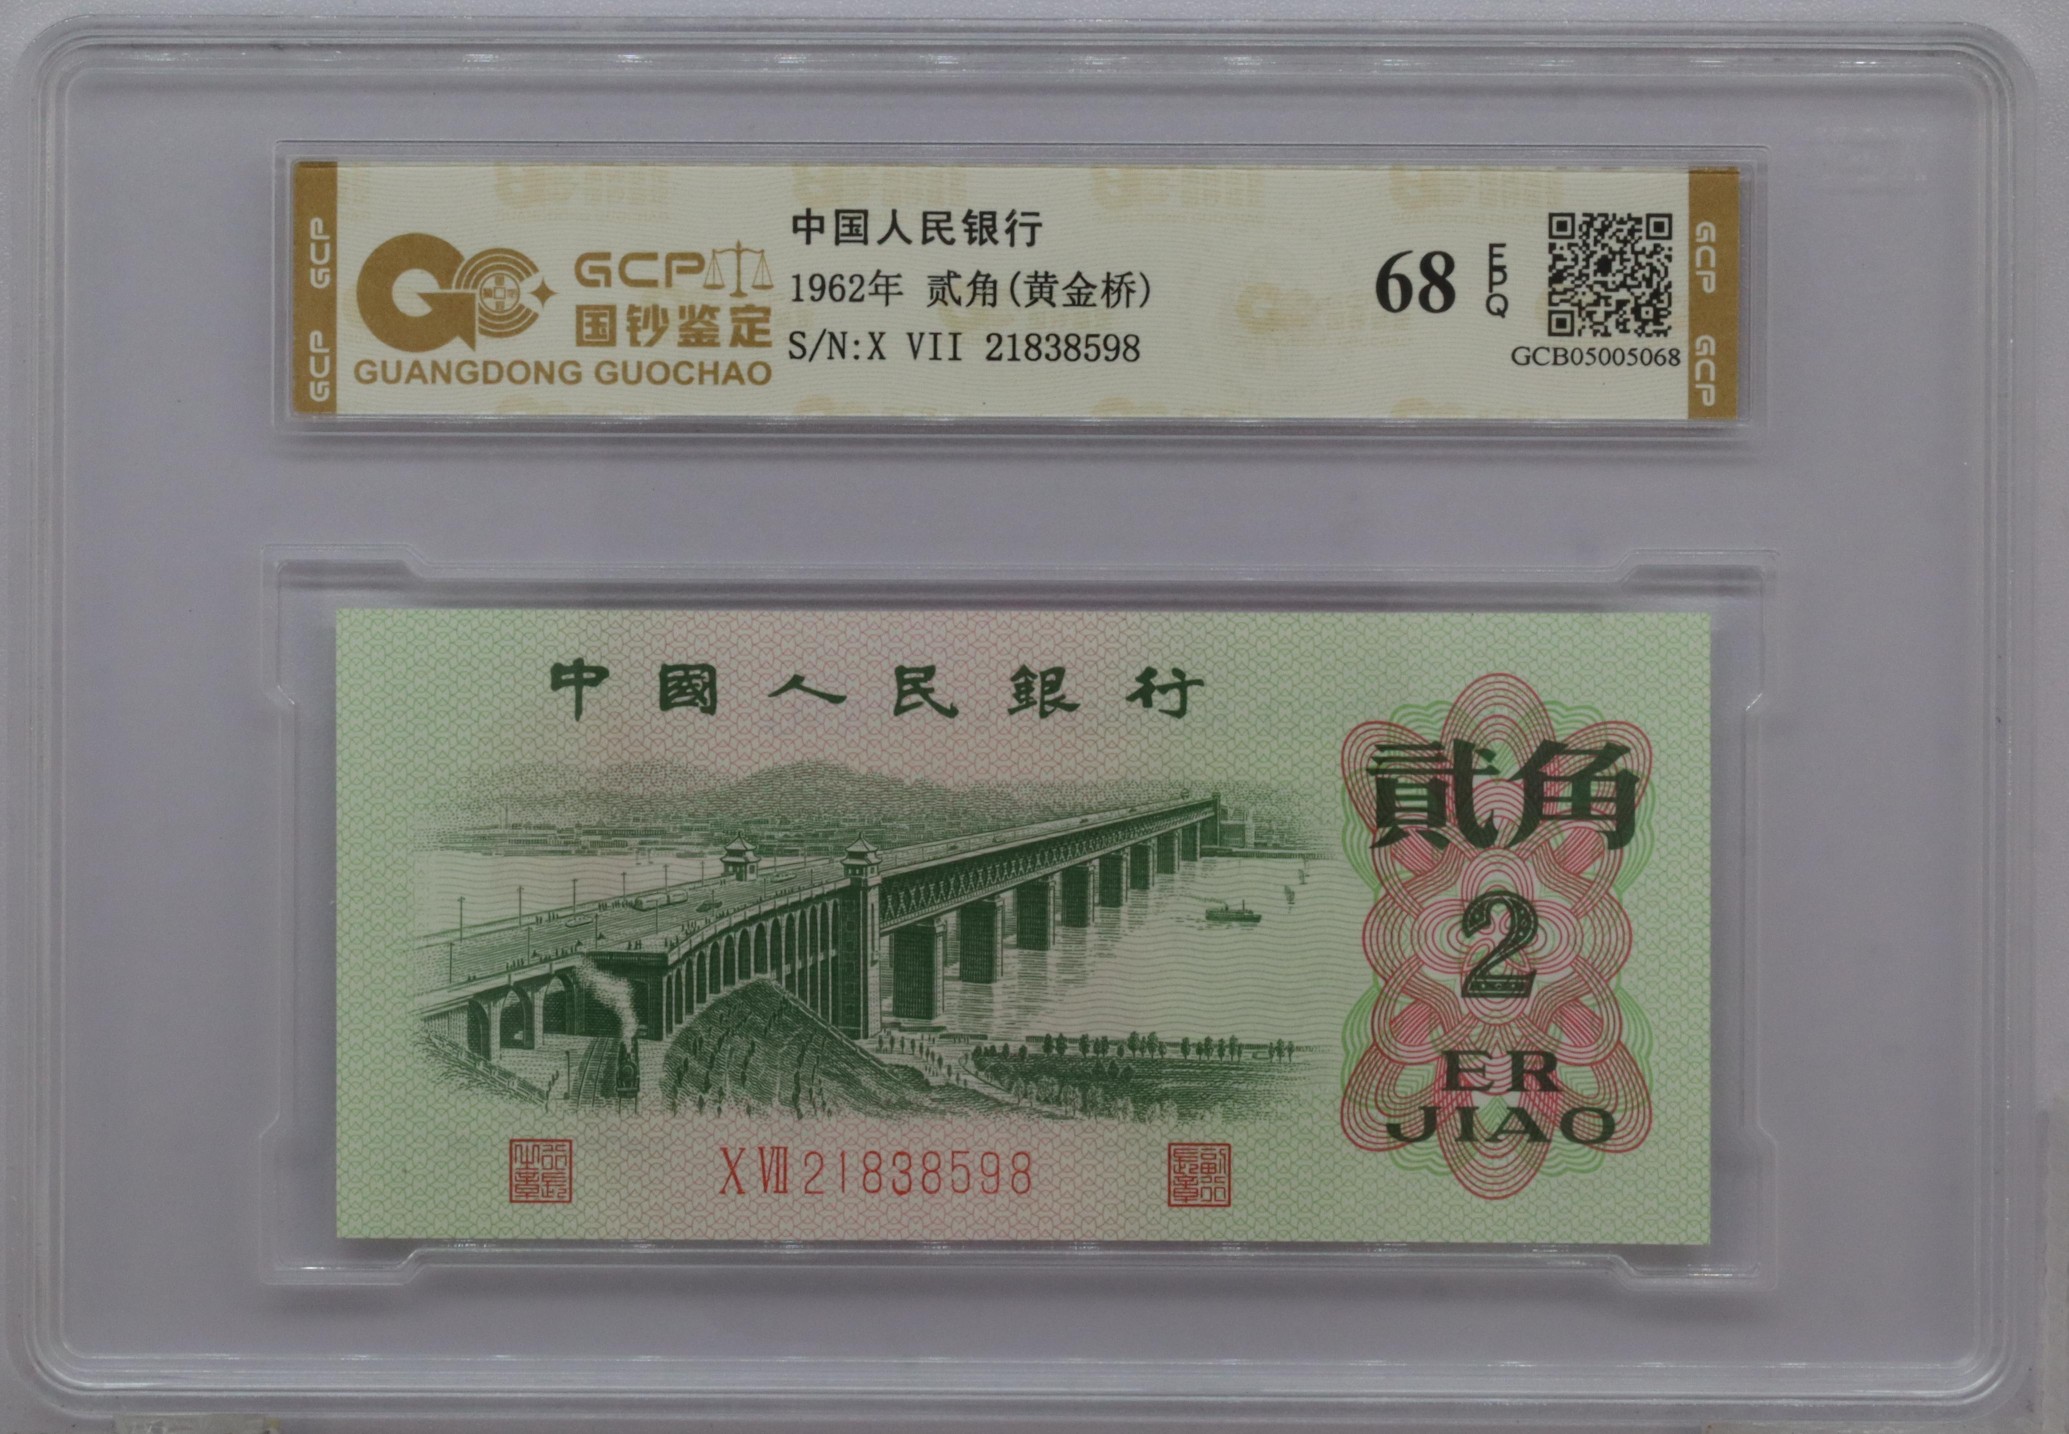 GCP
GCP
GCP
国钞鉴定
GUANGDONG GUOCHAO
中国人民银行
1962年 贰角(黄金桥)
S/N:X VII 21838598
68
EPQ
GCB05005068
GCP
GCP
中國人民銀行
貳角
2
ER
JIAO
X VII 21838598